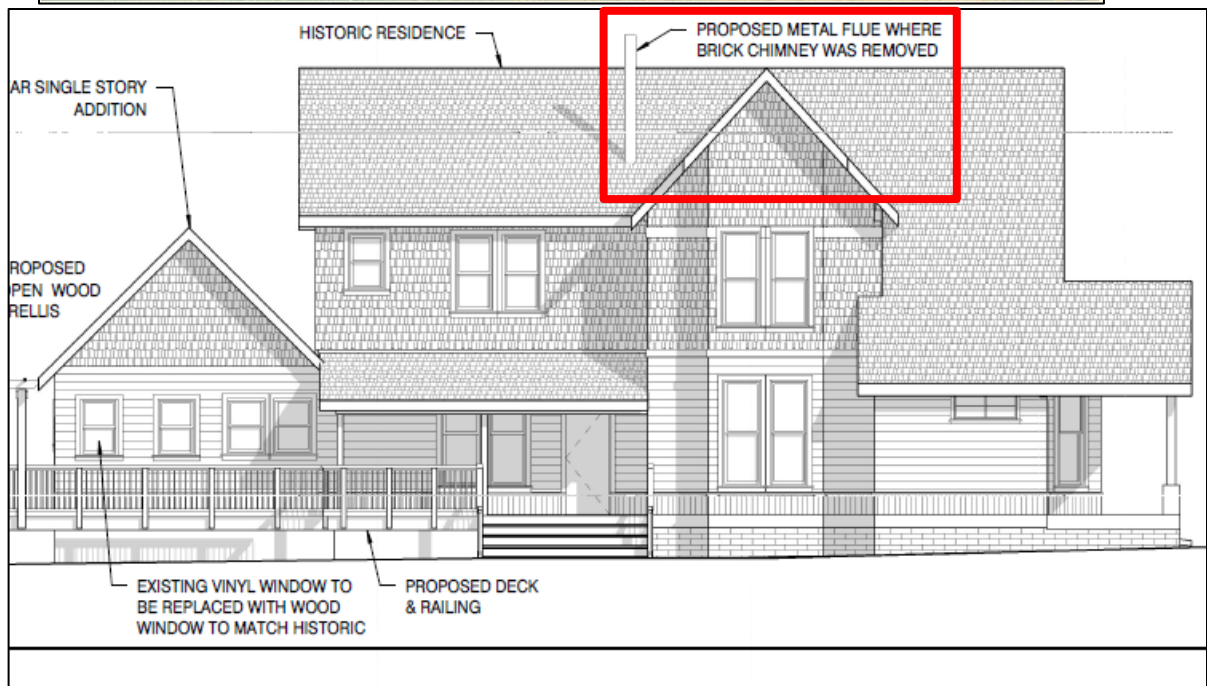 HISTORIC RESIDENCE
PROPOSED METAL FLUE WHERE
BRICK CHIMNEY WAS REMOVED
AR SINGLE STORY
ADDITION
ROPOSED
OPEN WOOD
RELLIS
EXISTING VINYL WINDOW TO
BE REPLACED WITH WOOD
WINDOW TO MATCH HISTORIC
PROPOSED DECK
& RAILING